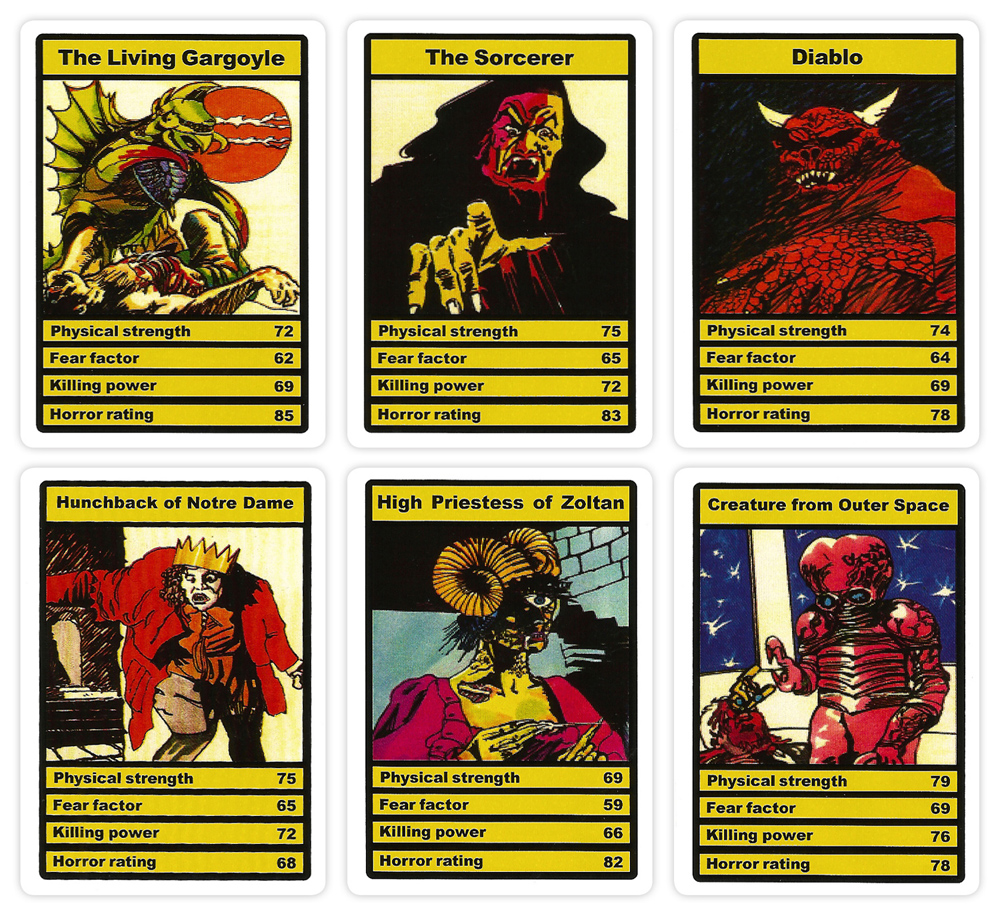 The Living Gargoyle
Physical strength 72
Fear factor 62
Killing power 69
Horror rating 85
The Sorcerer
Physical strength 75
Fear factor 65
Killing power 72
Horror rating 83
Diablo
Physical strength 74
Fear factor 64
Killing power 69
Horror rating 78
Hunchback of Notre Dame
Physical strength 75
Fear factor 65
Killing power 72
Horror rating 68
High Priestess of Zoltan
Physical strength 69
Fear factor 59
Killing power 66
Horror rating 82
Creature from Outer Space
Physical strength 79
Fear factor 69
Killing power 76
Horror rating 78